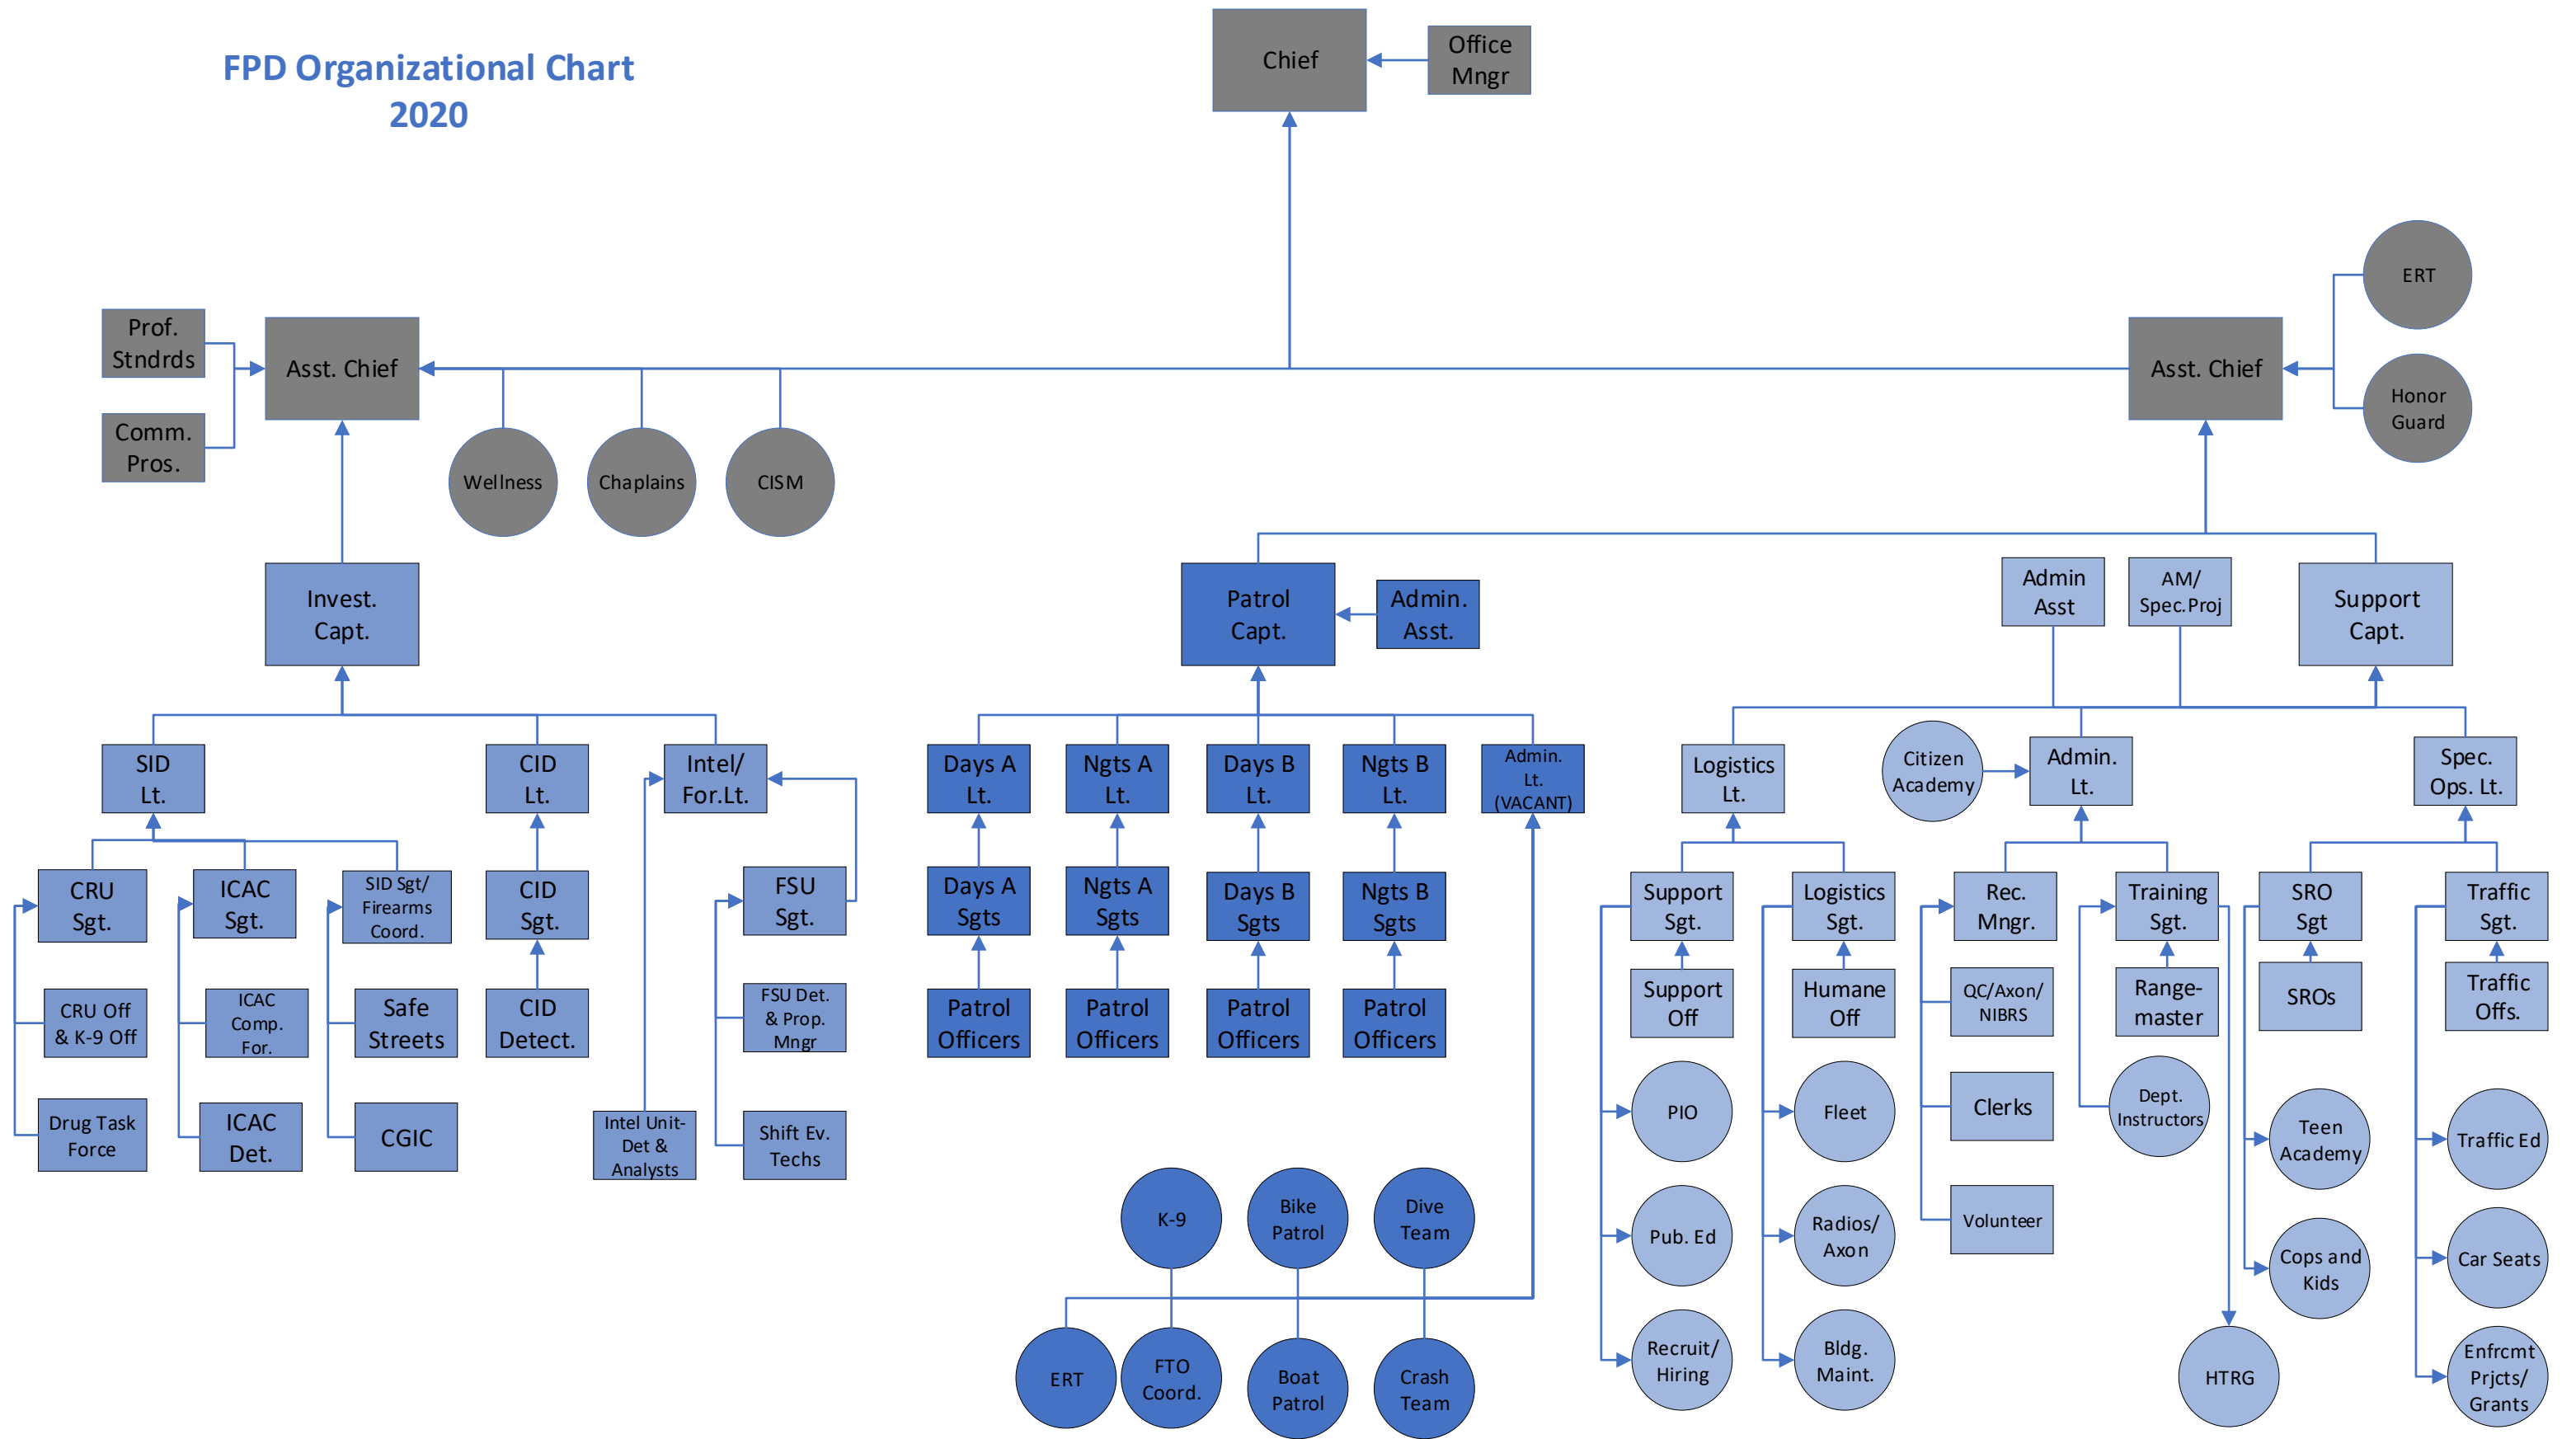 FPD Organizational Chart
2020
Chief
Office
Mngr
ERT
Prof.
Stndrds
Asst. Chief
Asst. Chief
Honor
Guard
Comm.
Pros.
Wellness
Chaplains
CISM
Invest.
Capt.
Patrol
Capt.
Admin.
Asst.
Admin
Asst
AM/
Spec.Proj
Support
Capt.
SID
Lt.
CID
Lt.
Intel/
For.Lt.
Days A
Lt.
Ngts A
Lt.
Days B
Lt.
Ngts B
Lt.
Admin.
Lt.
(VACANT)
Logistics
Lt.
Citizen
Academy
Admin.
Lt.
Spec.
Ops. Lt.
CRU
Sgt.
ICAC
Sgt.
SID Sgt/
Firearms
Coord.
CID
Sgt.
FSU
Sgt.
Days A
Sgts
Ngts A
Sgts
Days B
Sgts
Ngts B
Sgts
Support
Sgt.
Logistics
Sgt.
Rec.
Mngr.
Training
Sgt.
SRO
Sgt
Traffic
Sgt.
CRU Off
& K-9 Off
ICAC
Comp.
For.
Safe
Streets
CID
Detect.
FSU Det.
& Prop.
Mngr
Patrol
Officers
Patrol
Officers
Patrol
Officers
Patrol
Officers
Support
Off
Humane
Off
QC/Axon/
NIBRS
Range-
master
SROs
Traffic
Offs.
Drug Task
Force
ICAC
Det.
CGIC
Intel Unit-
Det &
Analysts
Shift Ev.
Techs
PIO
Fleet
Clerks
Dept.
Instructors
Teen
Academy
Traffic Ed
K-9
Bike
Patrol
Dive
Team
Pub. Ed
Radios/
Axon
Volunteer
Cops and
Kids
Car Seats
ERT
FTO
Coord.
Boat
Patrol
Crash
Team
Recruit/
Hiring
Bldg.
Maint.
HTRG
Enfrcmt
Prjcts/
Grants